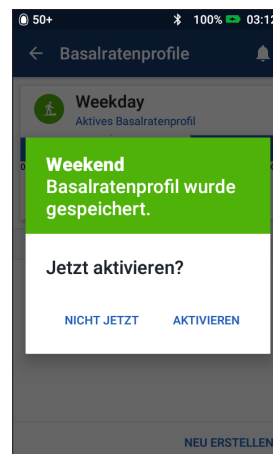 50+ 100% 03:12
Basalratenprofile
Weekday
Aktives Basalratenprofil
Weekend
Basalratenprofil wurde
gespeichert.
Jetzt aktivieren?
NICHT JETZT AKTIVIEREN
NEU ERSTELLEN